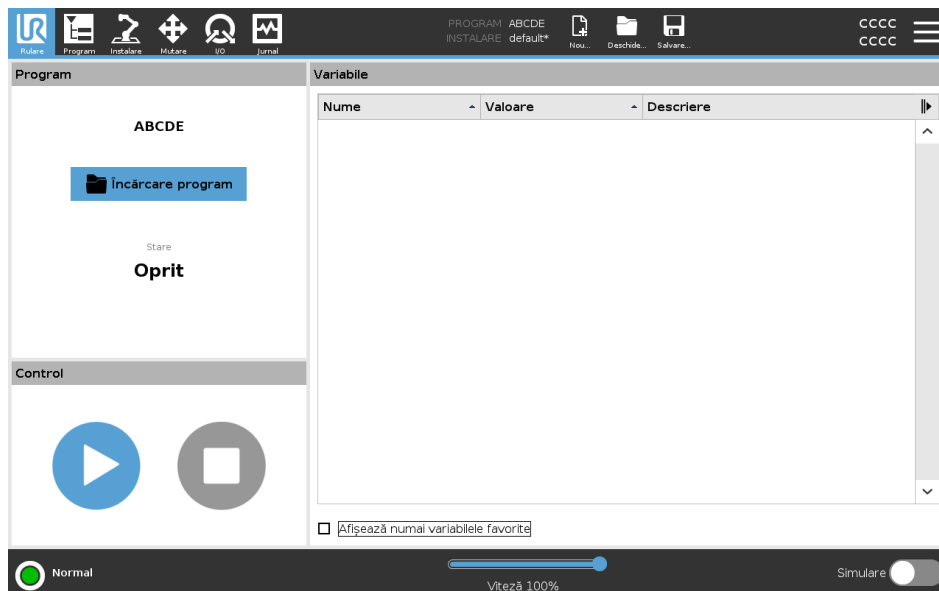 UR
Rulare
Program
Instalare
Mutare
I/O
Jurnal
PROGRAM ABCDE
INSTALARE default*
Nou...
Deschide...
Salvare...
CCCC
CCCC
Program
ABCDE
Încărcare program
Stare
Oprit
Control
Variabile
Nume Valoare Descriere
Afișează numai variabilele favorite
Normal
Viteză 100%
Simulare